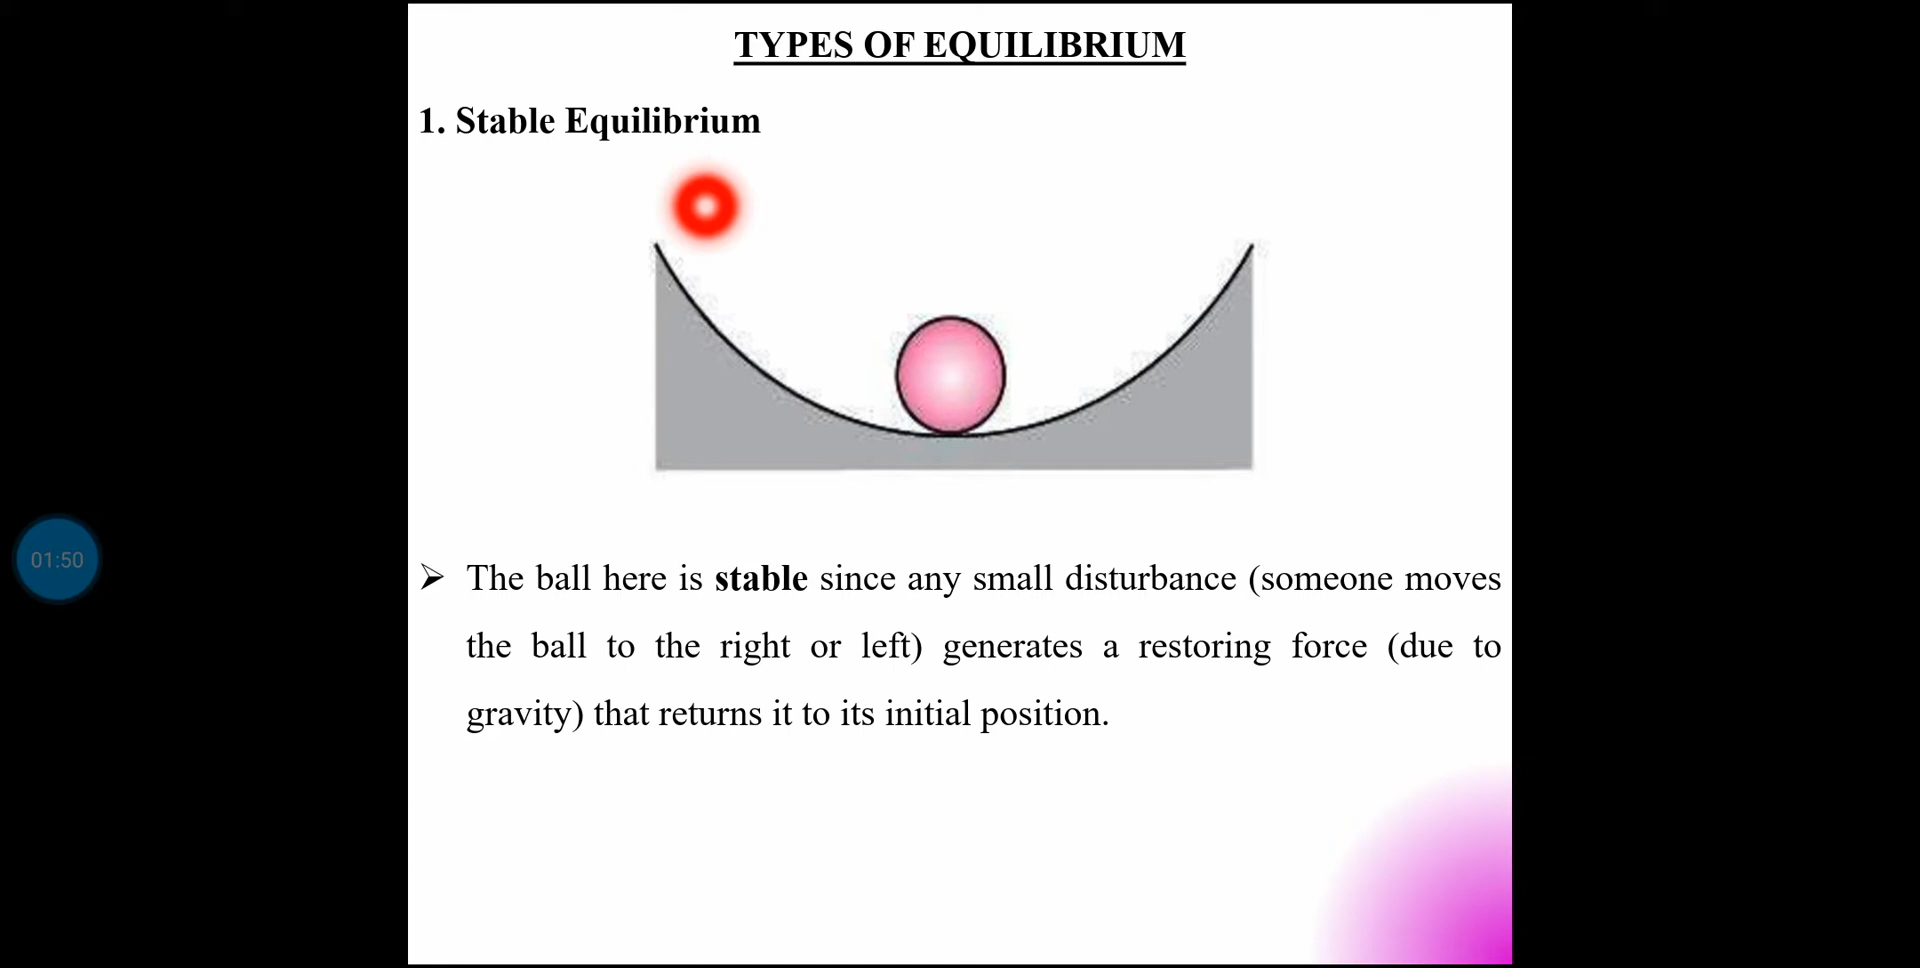 TYPES OF EQUILIBRIUM
1. Stable Equilibrium
01:50
➢ The ball here is stable since any small disturbance (someone moves
the ball to the right or left) generates a restoring force (due to
gravity) that returns it to its initial position.